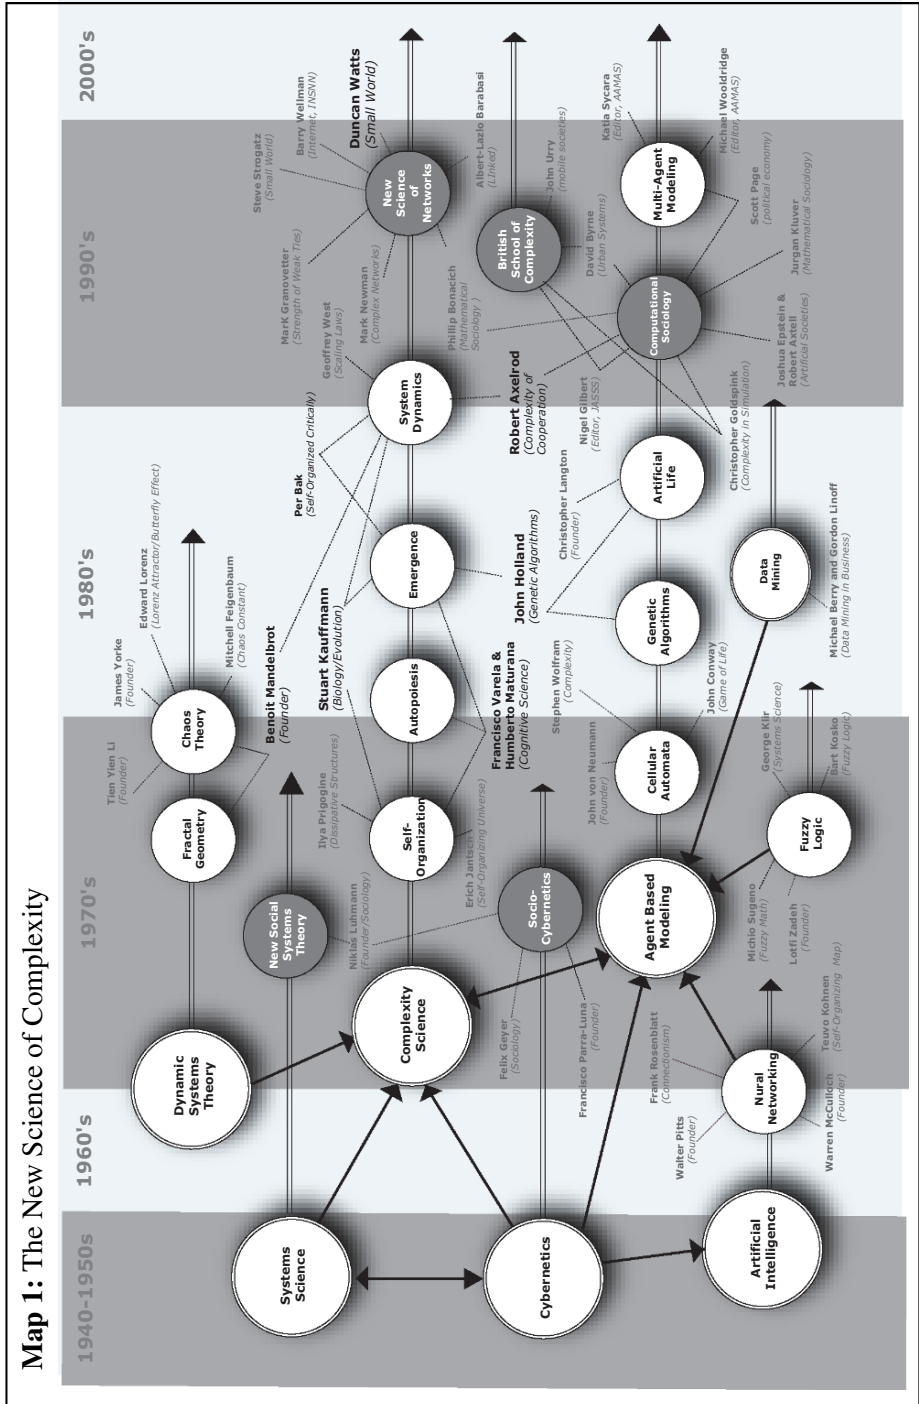 Map 1: The New Science of Complexity
1940-1950s
1960's
1970's
1980's
1990's
2000's
Tien Yien Li
(Founder)
James Yorke
(Founder)
Edward Lorenz
(Lorenz Attractor/Butterfly Effect)
Mitchell Feigenbaum
(Chaos Constant)
Dynamic
Systems
Theory
Fractal
Geometry
Chaos
Theory
Benoit Mandelbrot
(Founder)
Systems
Science
New Social
Systems
Theory
Niklas Luhmann
(Founder/Sociology)
Ilya Prigogine
(Dissipative Structures)
Stuart Kauffmann
(Biology/Evolution)
Per Bak
(Self-Organized Critically)
Geoffrey West
(Scaling Laws)
Mark Granovetter
(Strength of Weak Ties)
Mark Newman
(Complex Networks)
Steve Strogatz
(Small World)
Barry Wellman
(Internet, INSNN)
Duncan Watts
(Small World)
Complexity
Science
Self-
Organization
Autopoiesis
Emergence
System
Dynamics
New
Science
of
Networks
Erich Jantsch
(Self-Organizing Universe)
Francisco Varela &
Humberto Maturana
(Cognitive Science)
John Holland
(Genetic Algorithms)
Robert Axelrod
(Complexity of
Cooperation)
Phillip Bonacich
(Mathematical
Sociology )
Albert-Lazlo Barabasi
(LInked)
Cybernetics
Felix Geyer
(Sociology)
Francisco Parra-Luna
(Founder)
Socio-
Cybernetics
British
School of
Complexity
John Urry
(mobile societies)
David Byrne
(Urban Systems)
Nigel Gilbert
(Editor, JASSS)
John von Neumann
(Founder)
Stephen Wolfram
(Complexity)
Christopher Langton
(Founder)
Katia Sycara
(Editor, AAMAS)
Agent Based
Modeling
Cellular
Automata
Genetic
Algorithms
Artificial
Life
Computational
Sociology
Multi-Agent
Modeling
John Conway
(Game of Life)
Christopher Goldspink
(Complexity in Simulation)
Joshua Epstein &
Robert Axtell
(Artificial Societies)
Jurgan Kluver
(Mathematical Sociology)
Scott Page
(political economy)
Michael Wooldridge
(Editor, AAMAS)
Artificial
Intelligence
Walter Pitts
(Founder)
Frank Rosenblatt
(Connectionism)
Nural
Networking
Warren McCulloch
(Founder)
Teuvo Kohnen
(Self-Organizing Map)
Michio Sugeno
(Fuzzy Math)
Lotfi Zadeh
(Founder)
Fuzzy
Logic
George Klir
(Systems Science)
Bart Kosko
(Fuzzy Logic)
Data
Mining
Michael Berry and Gordon Linoff
(Data Mining in Business)